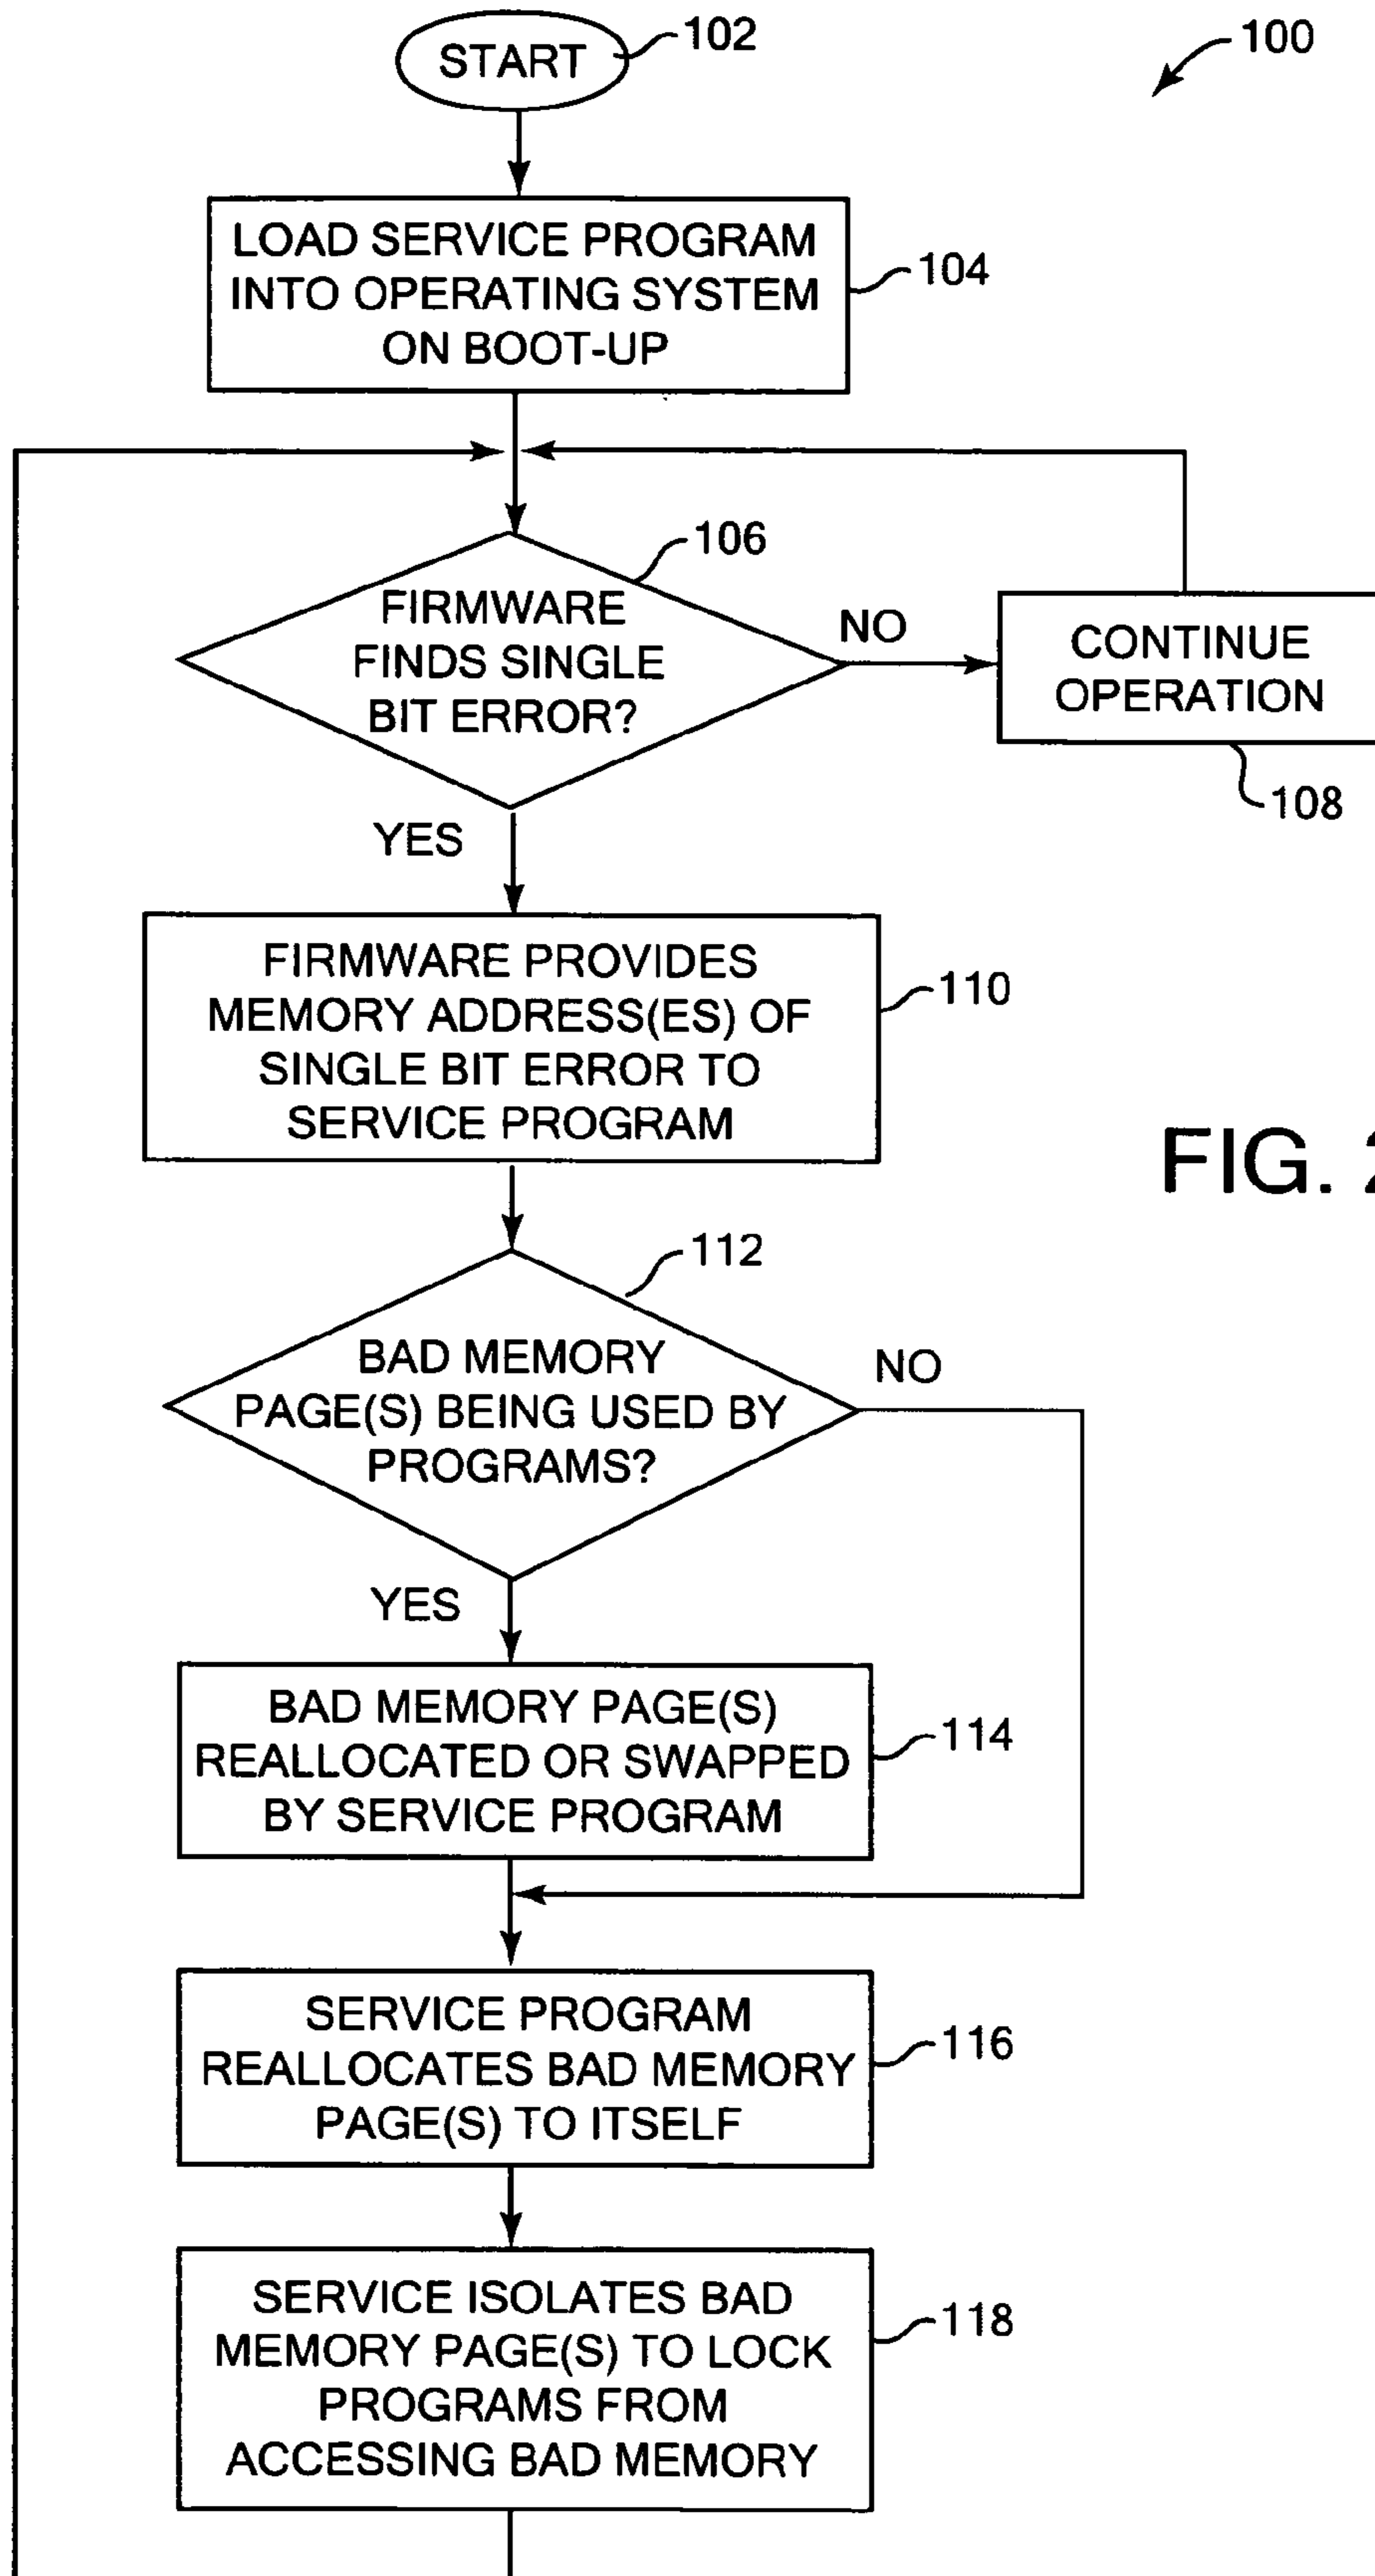 START
102
100
LOAD SERVICE PROGRAM
INTO OPERATING SYSTEM
ON BOOT-UP
104
106
FIRMWARE
FINDS SINGLE
BIT ERROR?
NO
CONTINUE
OPERATION
108
YES
FIRMWARE PROVIDES
MEMORY ADDRESS(ES) OF
SINGLE BIT ERROR TO
SERVICE PROGRAM
110
FIG. 2
112
BAD MEMORY
PAGE(S) BEING USED BY
PROGRAMS?
NO
YES
BAD MEMORY PAGE(S)
REALLOCATED OR SWAPPED
BY SERVICE PROGRAM
114
SERVICE PROGRAM
REALLOCATES BAD MEMORY
PAGE(S) TO ITSELF
116
SERVICE ISOLATES BAD
MEMORY PAGE(S) TO LOCK
PROGRAMS FROM
ACCESSING BAD MEMORY
118